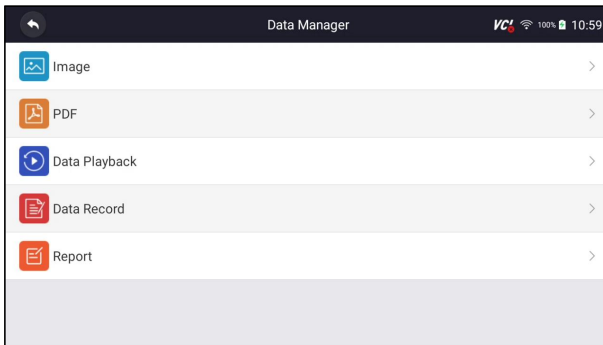 Data Manager VCI 100% 10:59
Image
PDF
Data Playback
Data Record
Report